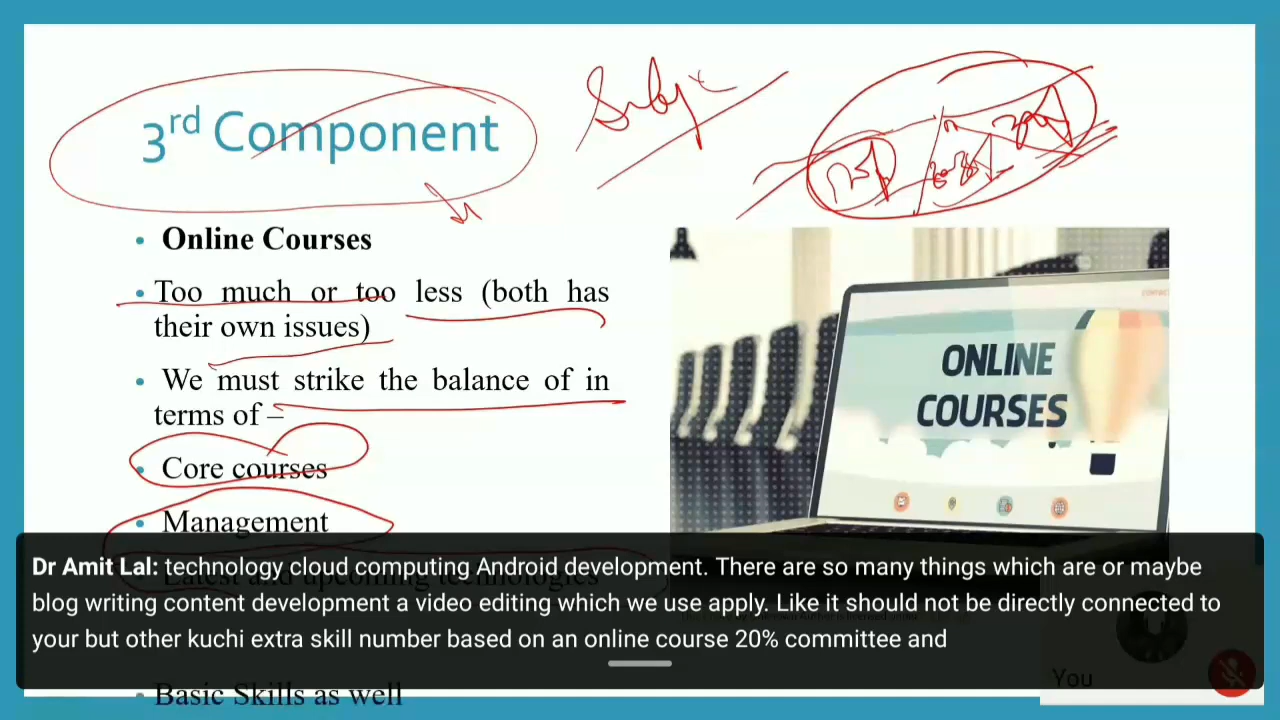 3rd Component
• Online Courses
• Too much or too less (both has
their own issues)
• We must strike the balance of in
terms of –
• Core courses
• Management
Latest and upcoming technologies
Basic Skills as well
ONLINE
COURSES
Dr Amit Lal: technology cloud computing Android development. There are so many things which are or maybe
blog writing content development a video editing which we use apply. Like it should not be directly connected to
your but other kuchi extra skill number based on an online course 20% committee and
You